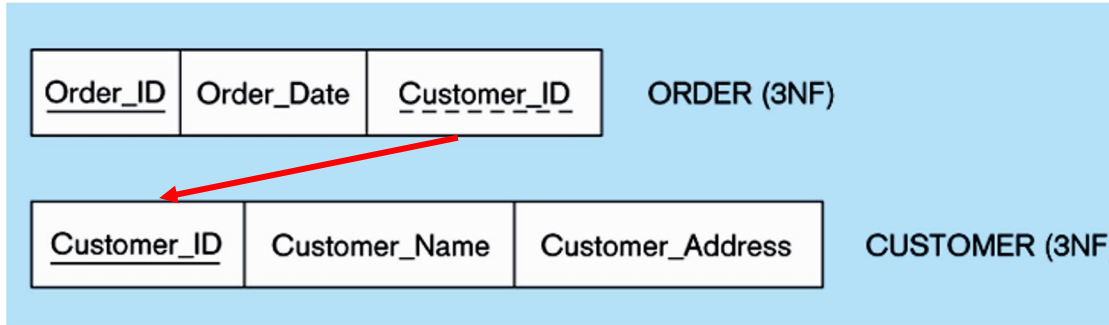 Order_ID Order_Date Customer_ID ORDER (3NF)
Customer_ID Customer_Name Customer_Address CUSTOMER (3NF